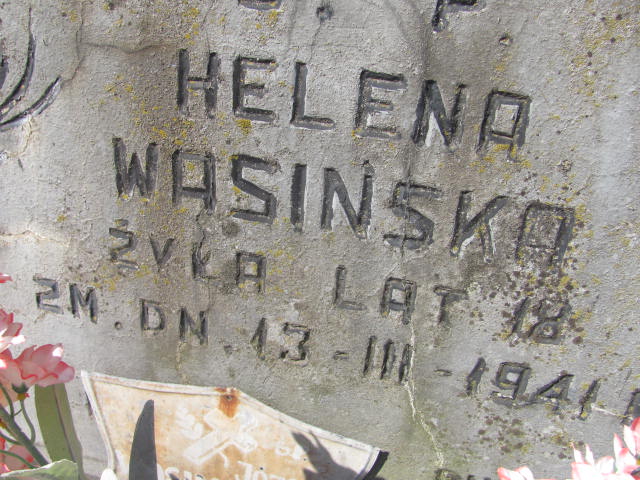 HELENA
WASINSKA
ŻYŁA LAT 18
ZM. DN. 13-III-1941